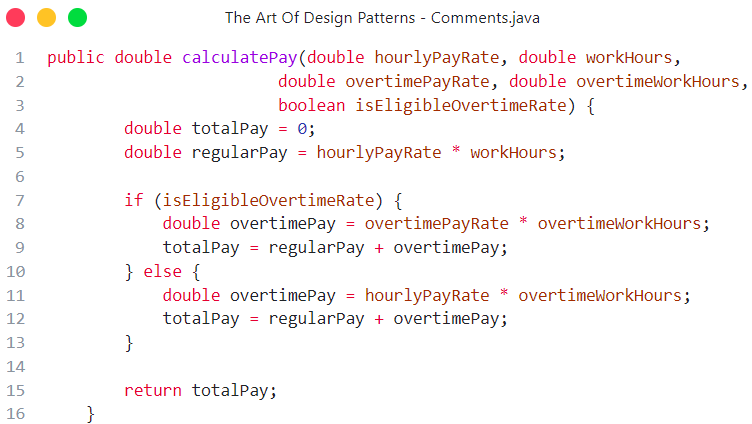 The Art Of Design Patterns - Comments.java
1 public double calculatePay(double hourlyPayRate, double workHours,
2 double overtimePayRate, double overtimeWorkHours,
3 boolean isEligibleOvertimeRate) {
4 double totalPay = 0;
5 double regularPay = hourlyPayRate * workHours;
6
7 if (isEligibleOvertimeRate) {
8 double overtimePay = overtimePayRate * overtimeWorkHours;
9 totalPay = regularPay + overtimePay;
10 } else {
11 double overtimePay = hourlyPayRate * overtimeWorkHours;
12 totalPay = regularPay + overtimePay;
13 }
14
15 return totalPay;
16 }